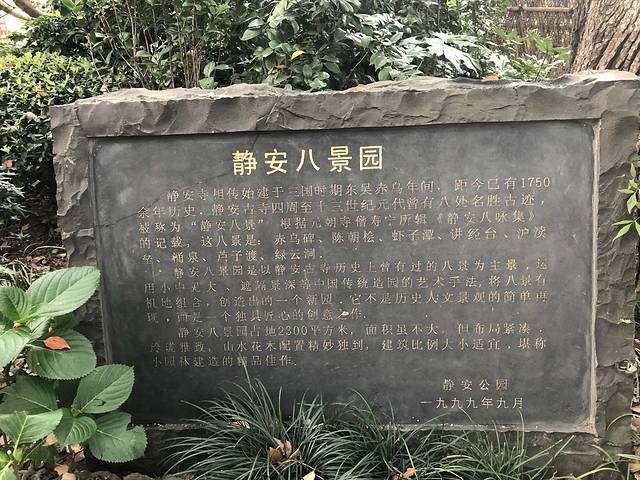 静安八景园
静安寺相传始建于三国时期东吴赤乌年间，距今已有1750
余年历史，静安古寺四周至十三世纪元代曾有八处名胜古迹，
被称为“静安八景”。根据元朝寺僧寿宁所辑《静安八咏集》
的记载，这八景是：赤乌碑、陈朝桧、虾子潭、讲经台、沪渎
垒、桶泉、芦子渡、绿云洞。
静安八景园是以静安古寺历史上曾有过的八景为主景，运
用小中见大、遮隔景深等中国传统造园的艺术手法，将八景有
机地组合，创造出的一个新园，它不是历史人文景观的简单再
现，而是一个独具匠心的创意之作。
静安八景园占地2300平方米，面积虽不大，但布局紧凑，
玲珑雅致，山水花木配置精妙独到，建筑比例大小适宜，堪称
小园林建造的精品佳作。
静安公园
一九九九年九月